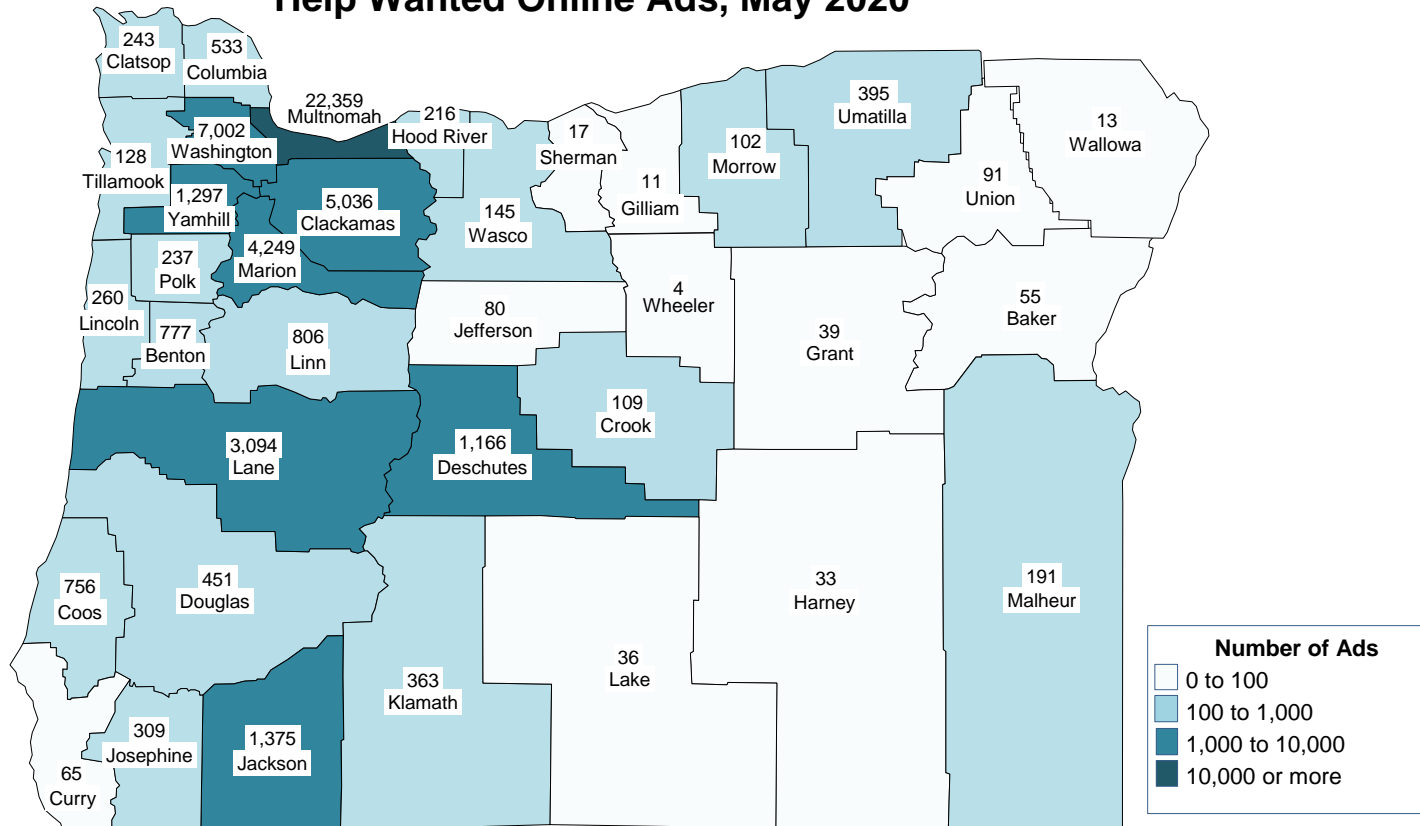 Help Wanted Online Ads, May 2020
243
Clatsop
533
Columbia
22,359
Multnomah
216
Hood River
17
Sherman
395
Umatilla
13
Wallowa
7,002
Washington
128
Tillamook
102
Morrow
91
Union
11
Gilliam
1,297
Yamhill
5,036
Clackamas
145
Wasco
4,249
Marion
237
Polk
260
Lincoln
777
Benton
806
Linn
80
Jefferson
4
Wheeler
39
Grant
55
Baker
109
Crook
3,094
Lane
1,166
Deschutes
756
Coos
451
Douglas
33
Harney
191
Malheur
36
Lake
363
Klamath
309
Josephine
1,375
Jackson
65
Curry
Number of Ads
0 to 100
100 to 1,000
1,000 to 10,000
10,000 or more